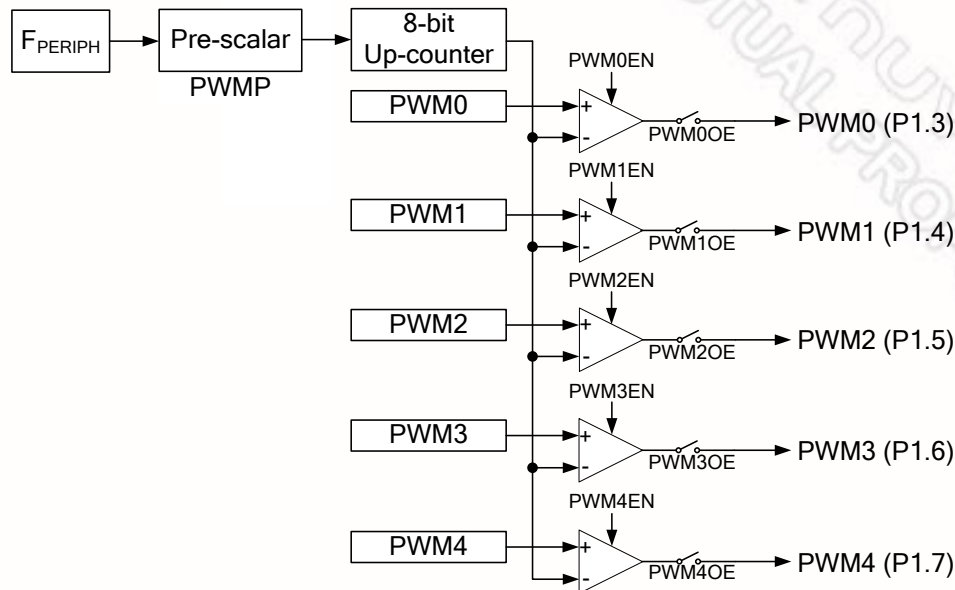 F_PERIPH
Pre-scalar
PWMP
8-bit
Up-counter
PWM0EN
PWM0
+
-
PWM0OE
PWM0 (P1.3)
PWM1EN
PWM1
+
-
PWM1OE
PWM1 (P1.4)
PWM2EN
PWM2
+
-
PWM2OE
PWM2 (P1.5)
PWM3EN
PWM3
+
-
PWM3OE
PWM3 (P1.6)
PWM4EN
PWM4
+
-
PWM4OE
PWM4 (P1.7)